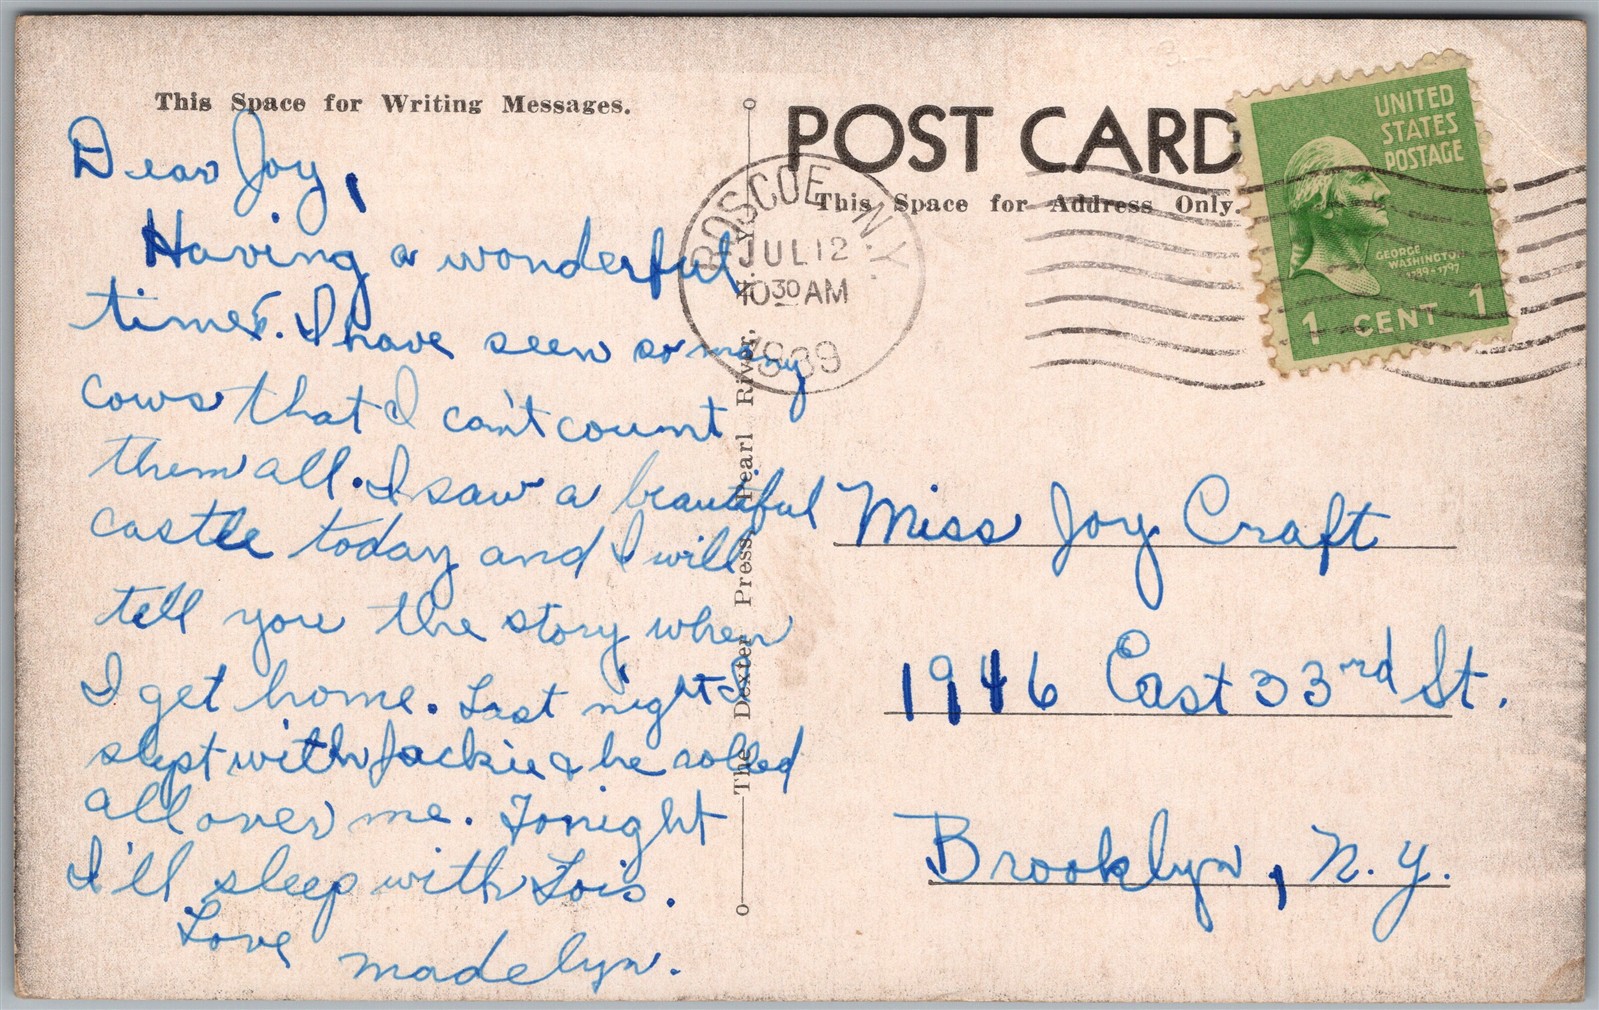 This Space for Writing Messages.
Dear Joy,
Having a wonderful
time. I have seen so many
cows that I can't count
them all. I saw a beautiful
castle today and I will
tell you the story when
I get home. Last night I
slept with Jackie & he rolled
all over me. Tonight
I'll sleep with Lois.
Love
Madelyn.
The Dexter Press, Pearl River, N. Y.
POST CARD
This Space for Address Only.
ROSCOE N.Y.
JUL 12
10 30 AM
1939
UNITED
STATES
POSTAGE
GEORGE
WASHINGTON
1789-1797
1 CENT 1
Miss Joy Craft
1946 East 33rd St.
Brooklyn, N.Y.